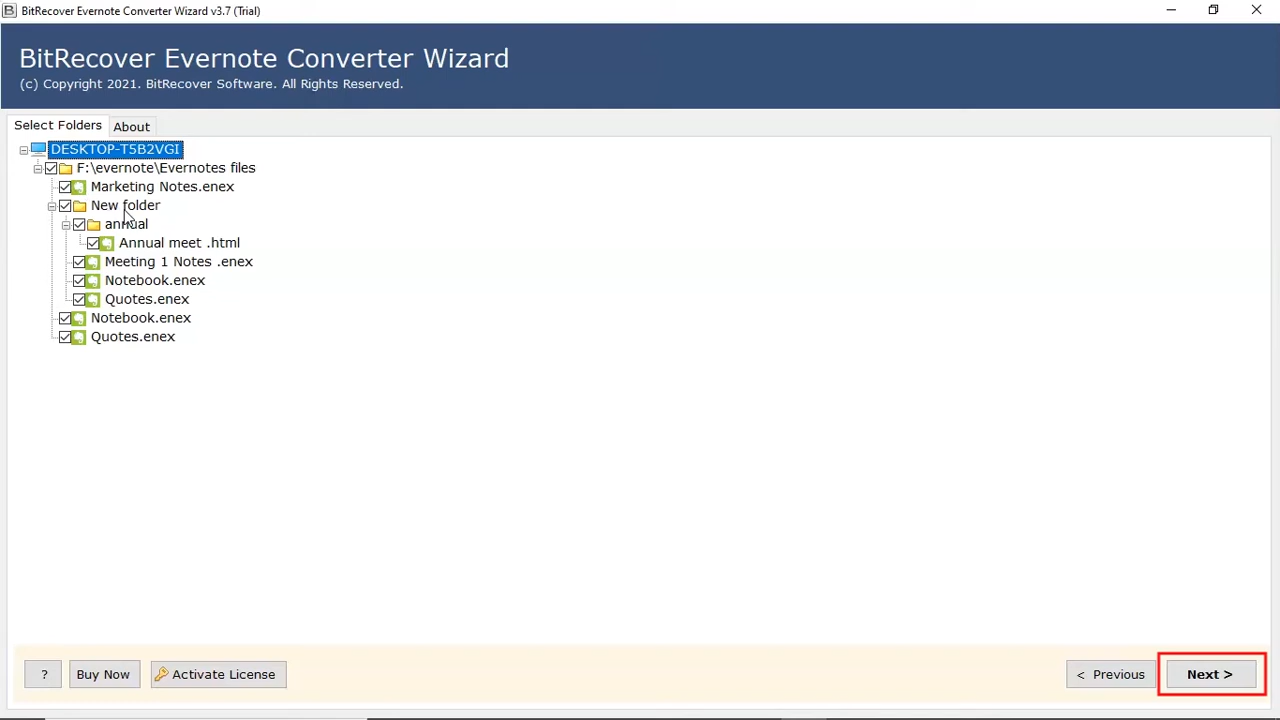 BitRecover Evernote Converter Wizard v3.7 (Trial)
BitRecover Evernote Converter Wizard
(c) Copyright 2021. BitRecover Software. All Rights Reserved.
Select Folders About
DESKTOP-T5B2VGI
F:\evernote\Evernotes files
Marketing Notes.enex
New folder
annual
Annual meet .html
Meeting 1 Notes .enex
Notebook.enex
Quotes.enex
Notebook.enex
Quotes.enex
? Buy Now Activate License < Previous Next >